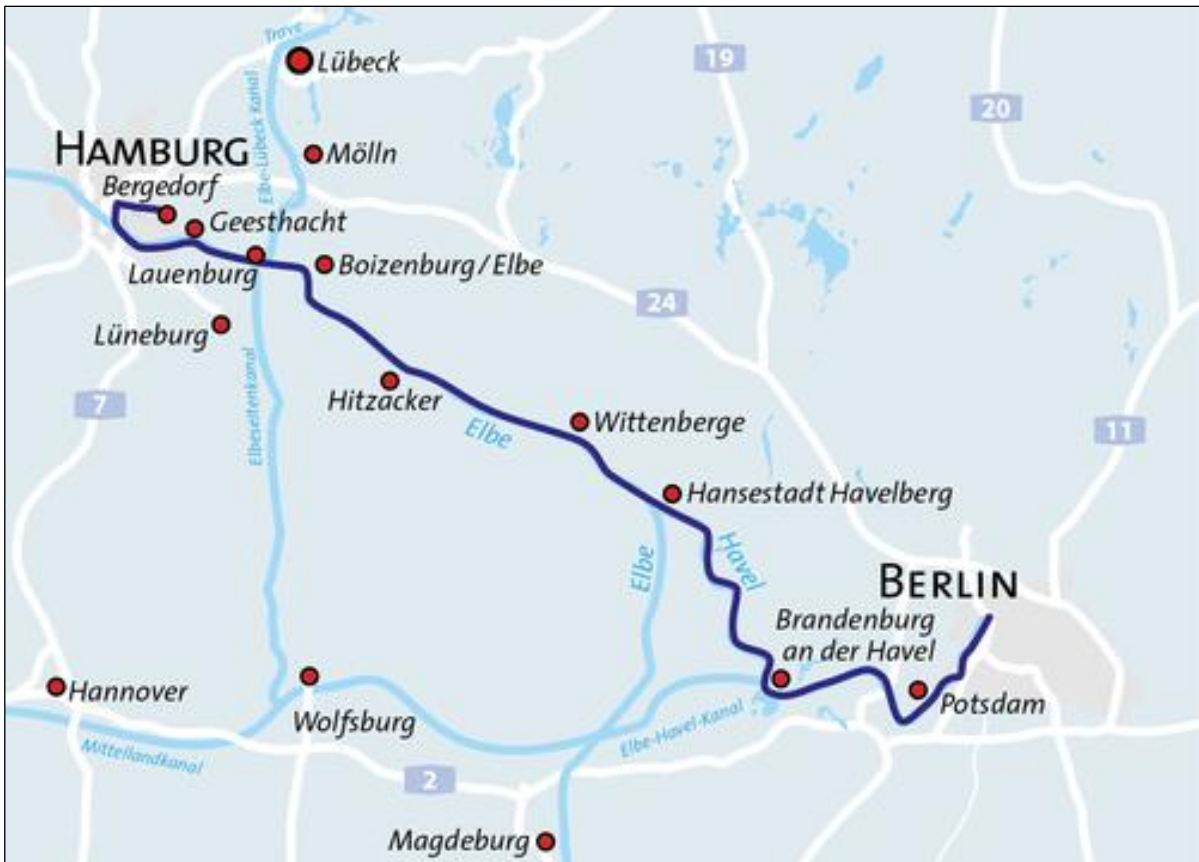 Trave
Lübeck
19
20
Elbe-Lübeck Kanal
HAMBURG
Mölln
Bergedorf
Geesthacht
Lauenburg
Boizenburg / Elbe
24
Lüneburg
7
Hitzacker
Elbeseitenkanal
Elbe
Wittenberge
11
Hansestadt Havelberg
Havel
Elbe
BERLIN
Brandenburg
an der Havel
Hannover
Wolfsburg
Potsdam
Mittellandkanal
Elbe-Havel-Kanal
2
Magdeburg